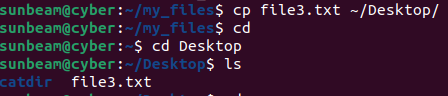 sunbeam@cyber:~/my_files$ cp file3.txt ~/Desktop/
sunbeam@cyber:~/my_files$ cd
sunbeam@cyber:~$ cd Desktop
sunbeam@cyber:~/Desktop$ ls
catdir  file3.txt